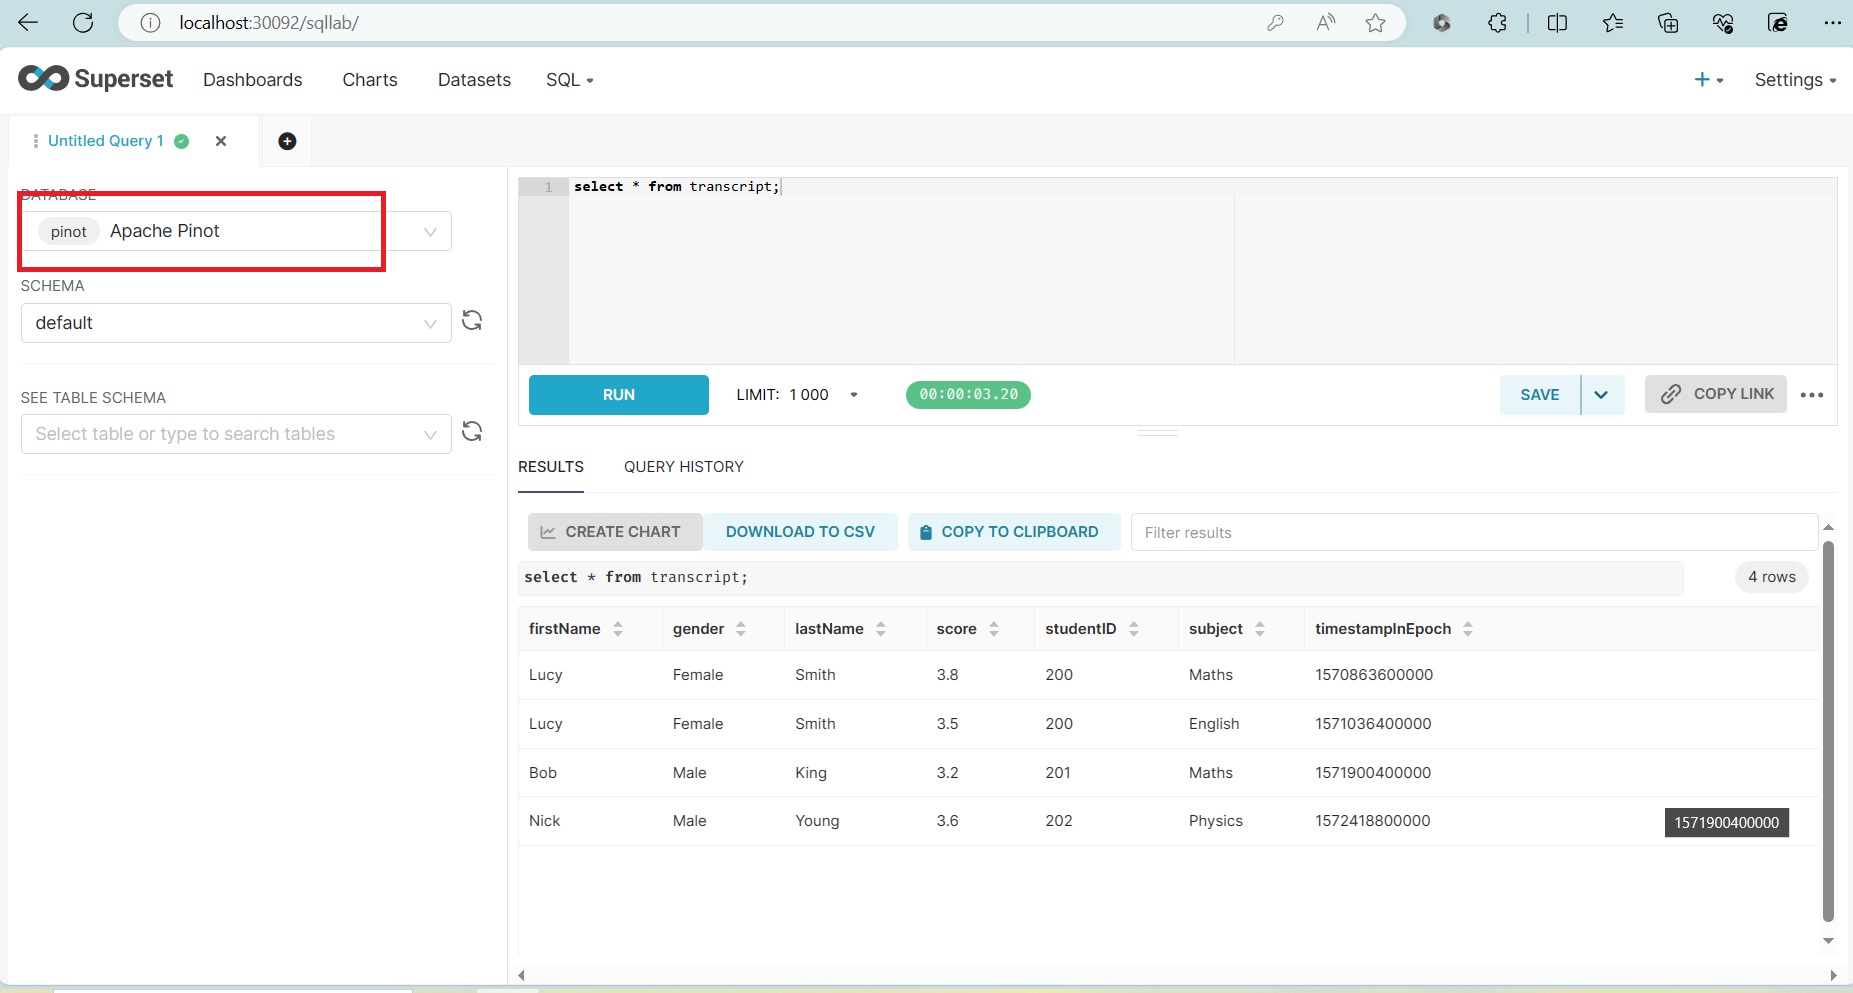 localhost:30092/sqllab/
Superset Dashboards Charts Datasets SQL Settings
Untitled Query 1
DATABASE
pinot Apache Pinot
SCHEMA
default
SEE TABLE SCHEMA
Select table or type to search tables
1 select * from transcript;
RUN LIMIT: 1 000 00:00:03.20 SAVE COPY LINK
RESULTS QUERY HISTORY
CREATE CHART DOWNLOAD TO CSV COPY TO CLIPBOARD Filter results
select * from transcript; 4 rows
firstName gender lastName score studentID subject timestampInEpoch
Lucy Female Smith 3.8 200 Maths 1570863600000
Lucy Female Smith 3.5 200 English 1571036400000
Bob Male King 3.2 201 Maths 1571900400000
Nick Male Young 3.6 202 Physics 1572418800000
1571900400000